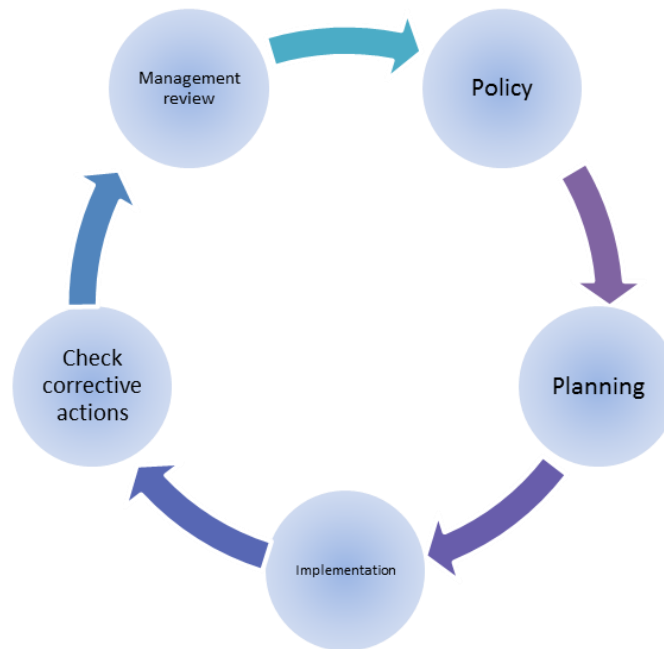 Management
review
Policy
Planning
Implementation
Check
corrective
actions